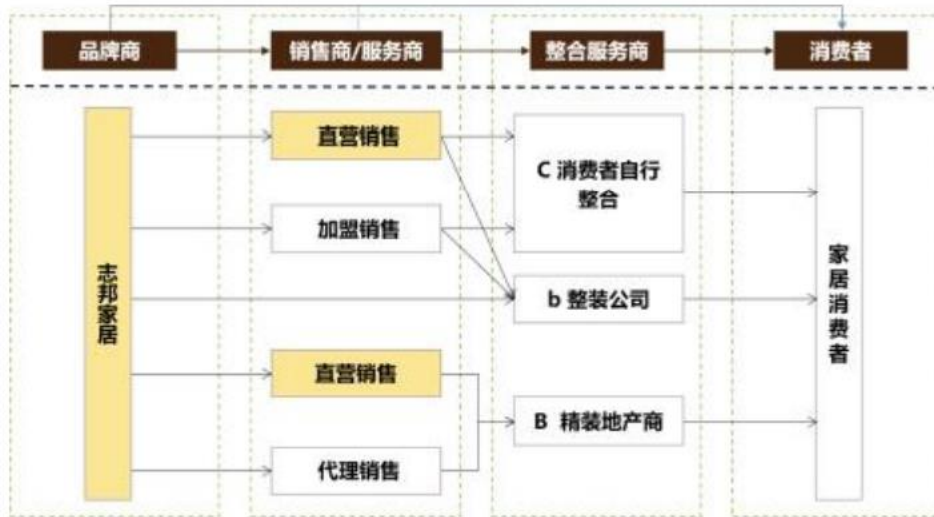 品牌商
销售商/服务商
整合服务商
消费者
直营销售
C 消费者自行
整合
加盟销售
志邦家居
b 整装公司
家居消费者
直营销售
B 精装地产商
代理销售